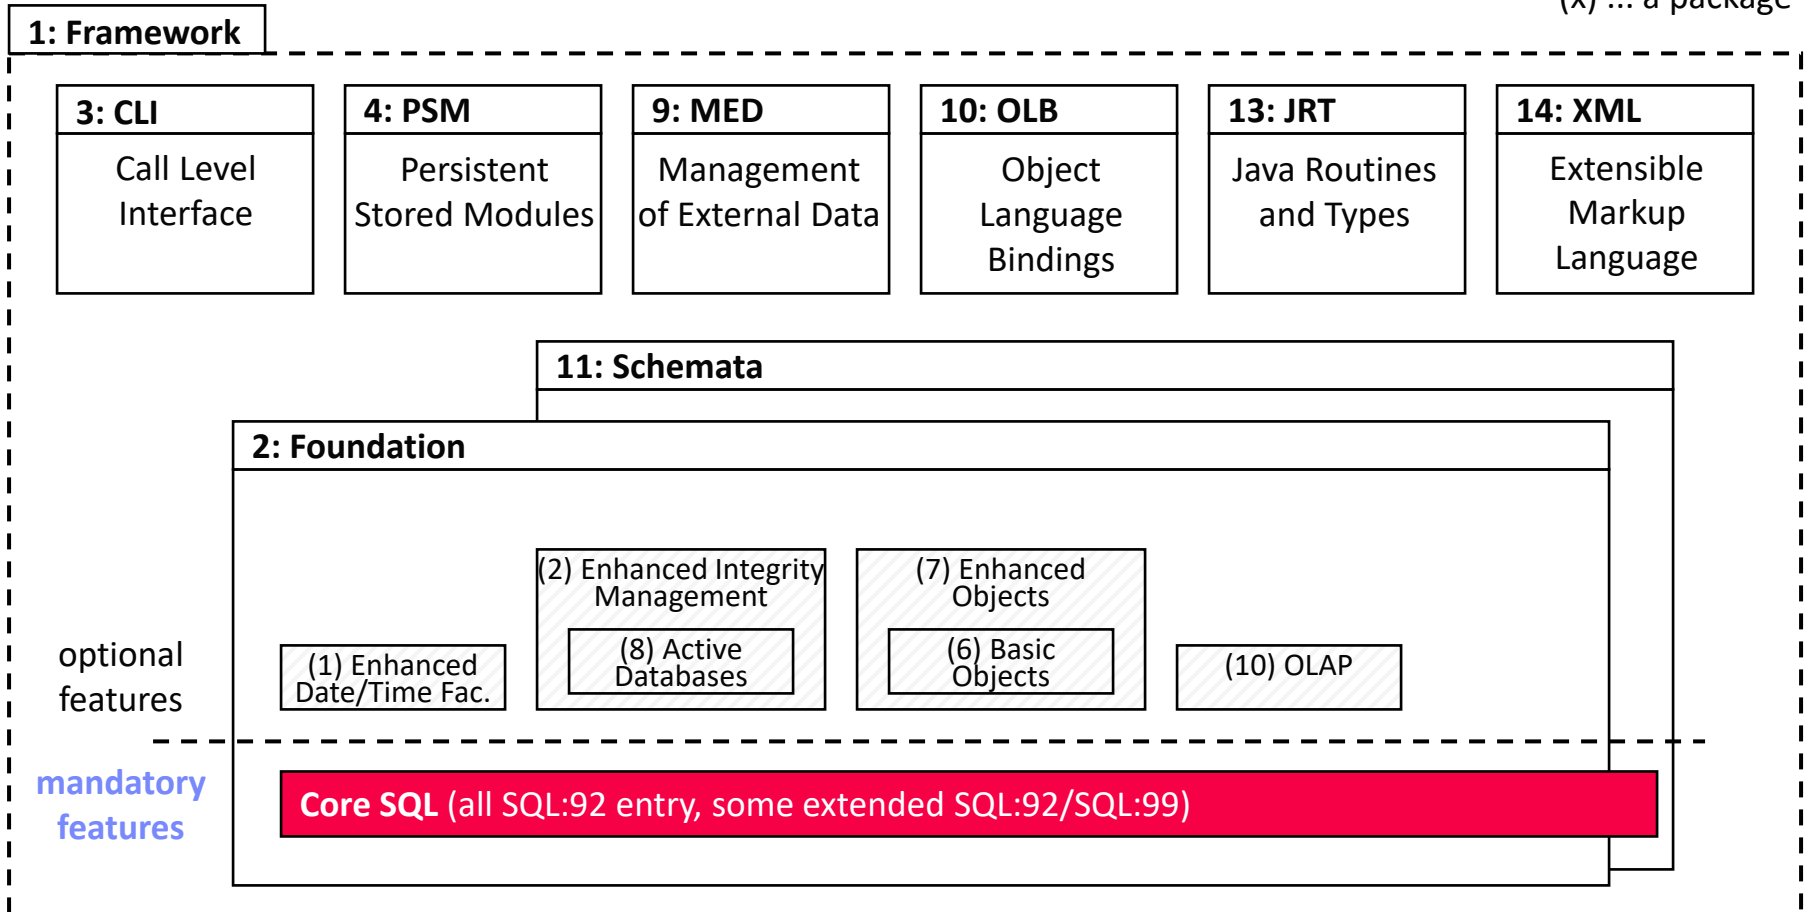 (x) ... a package
1: Framework
3: CLI
Call Level
Interface
4: PSM
Persistent
Stored Modules
9: MED
Management
of External Data
10: OLB
Object
Language
Bindings
13: JRT
Java Routines
and Types
14: XML
Extensible
Markup
Language
11: Schemata
2: Foundation
optional
features
(1) Enhanced
Date/Time Fac.
(2) Enhanced Integrity
Management
(8) Active
Databases
(7) Enhanced
Objects
(6) Basic
Objects
(10) OLAP
mandatory
features
Core SQL (all SQL:92 entry, some extended SQL:92/SQL:99)